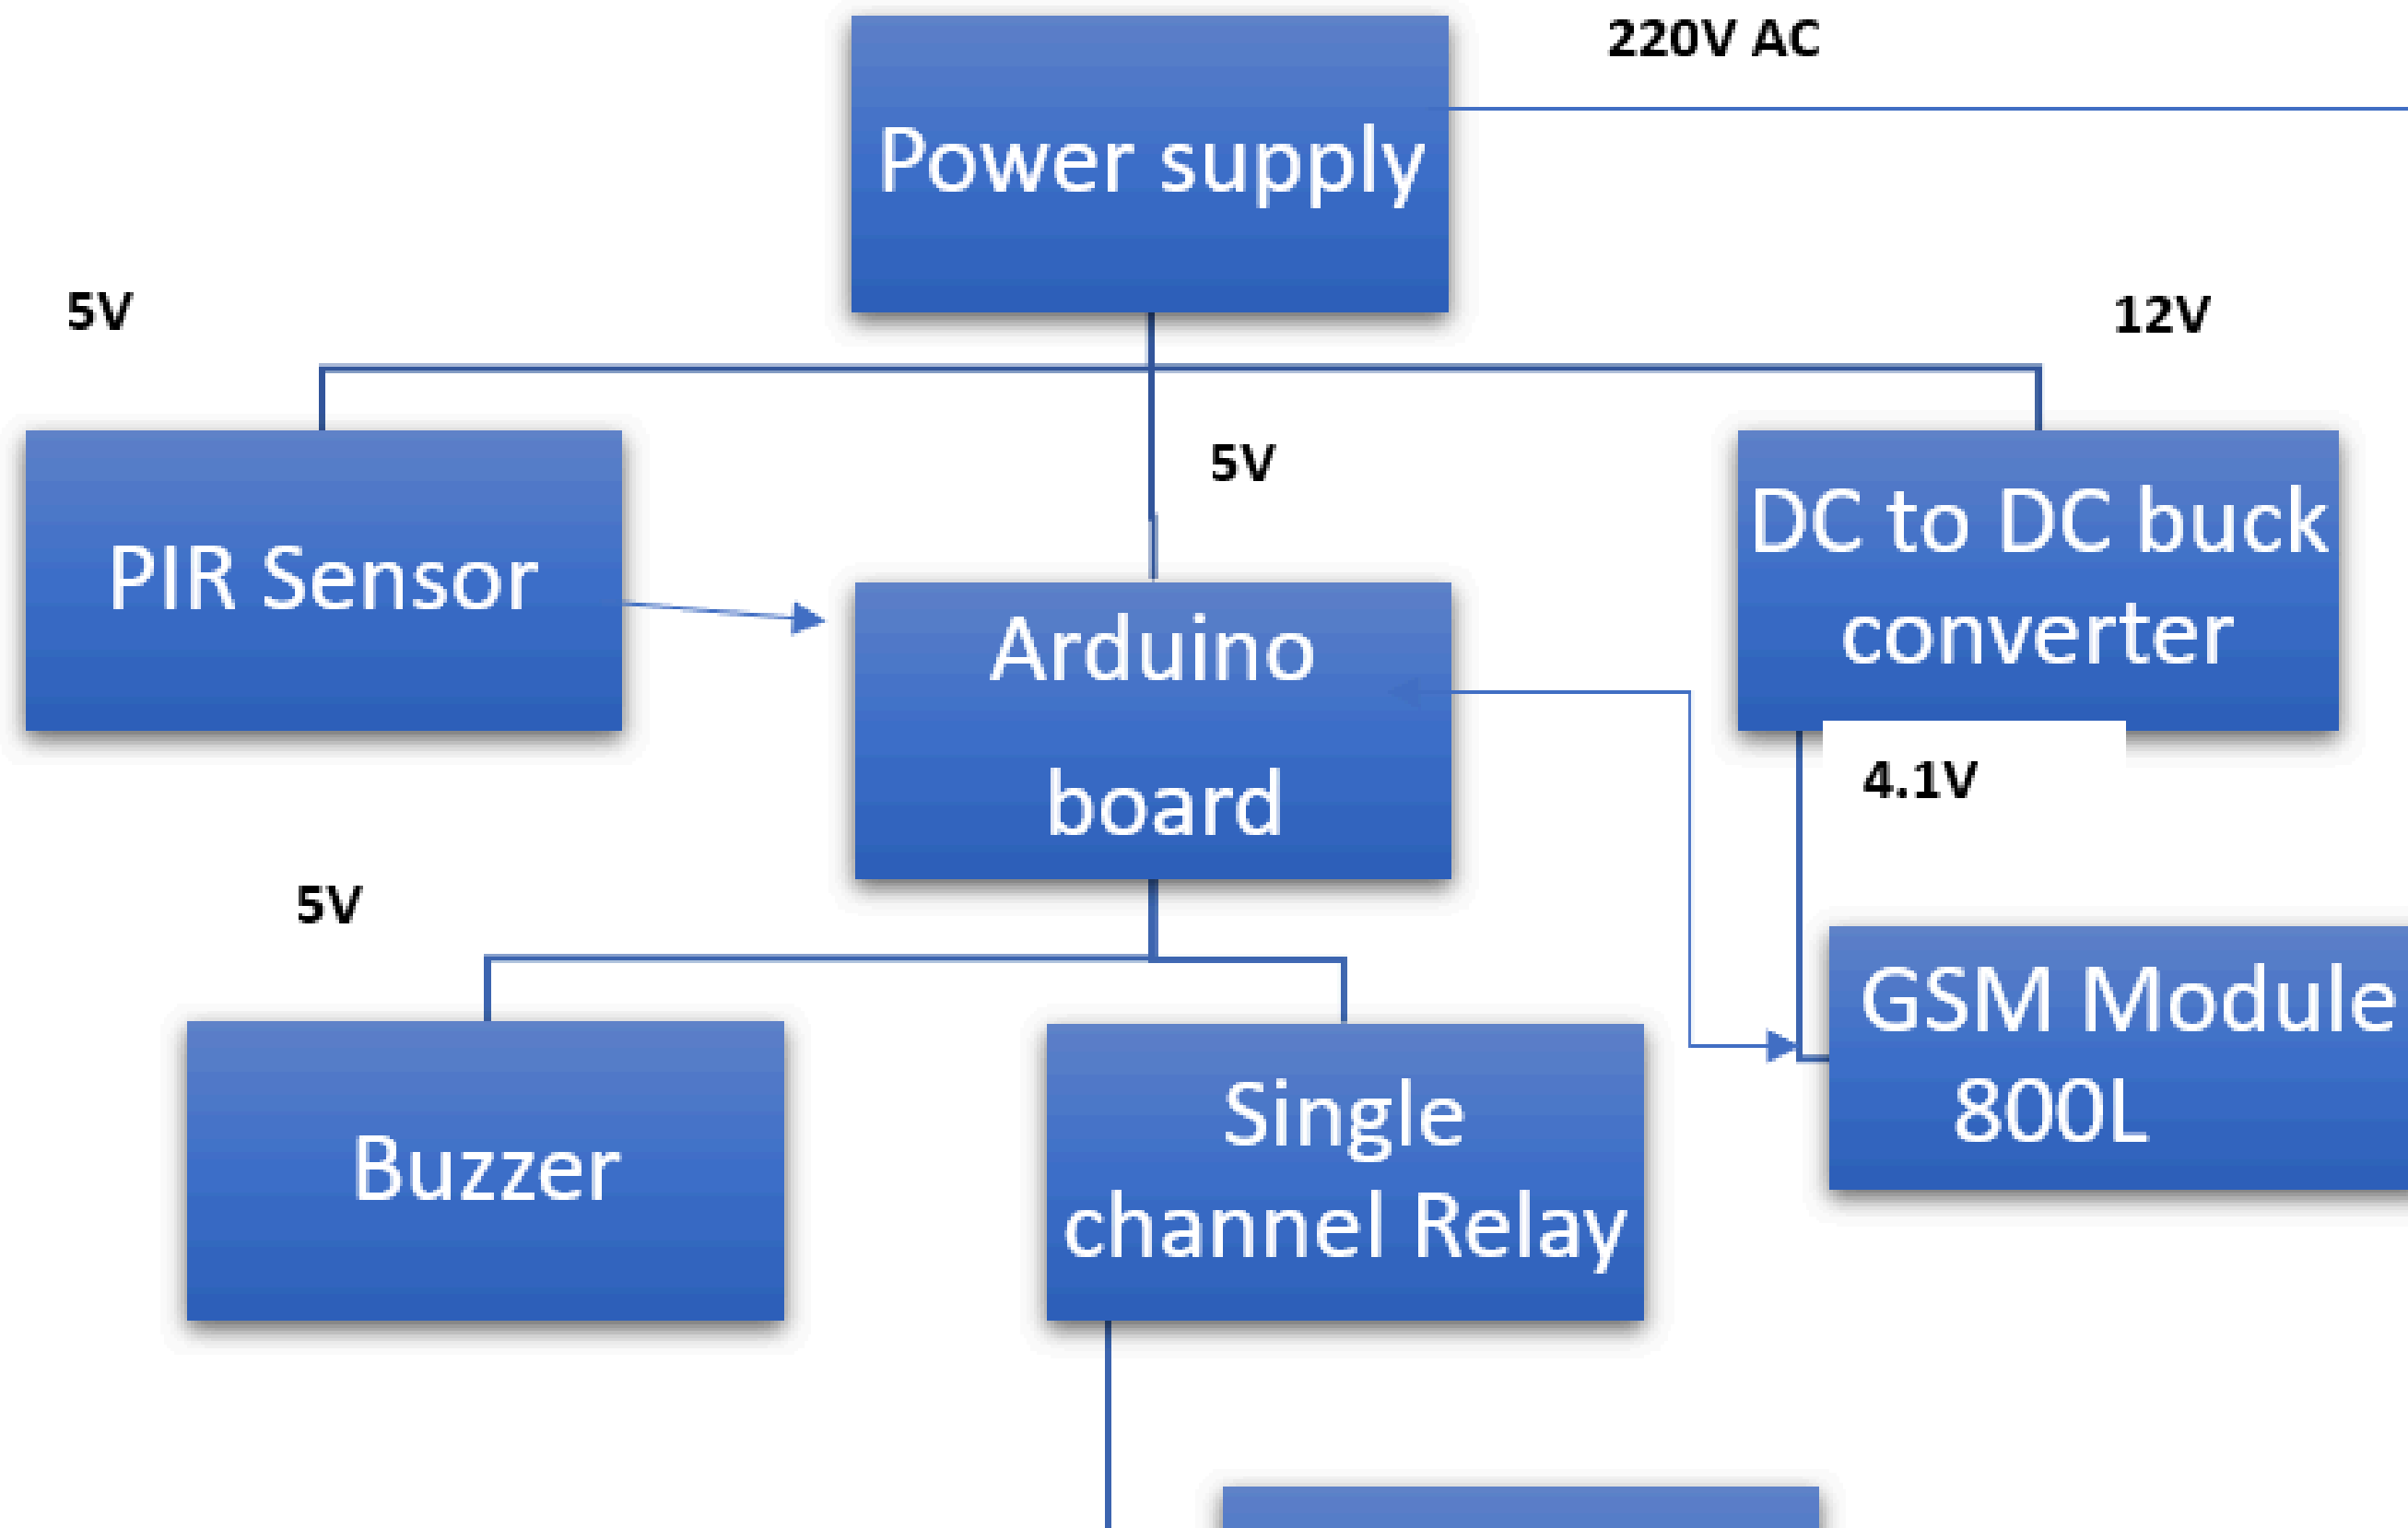 220V AC
Power supply
5V
12V
5V
PIR Sensor
DC to DC buck
converter
Arduino
board
4.1V
5V
GSM Module
800L
Buzzer
Single
channel Relay